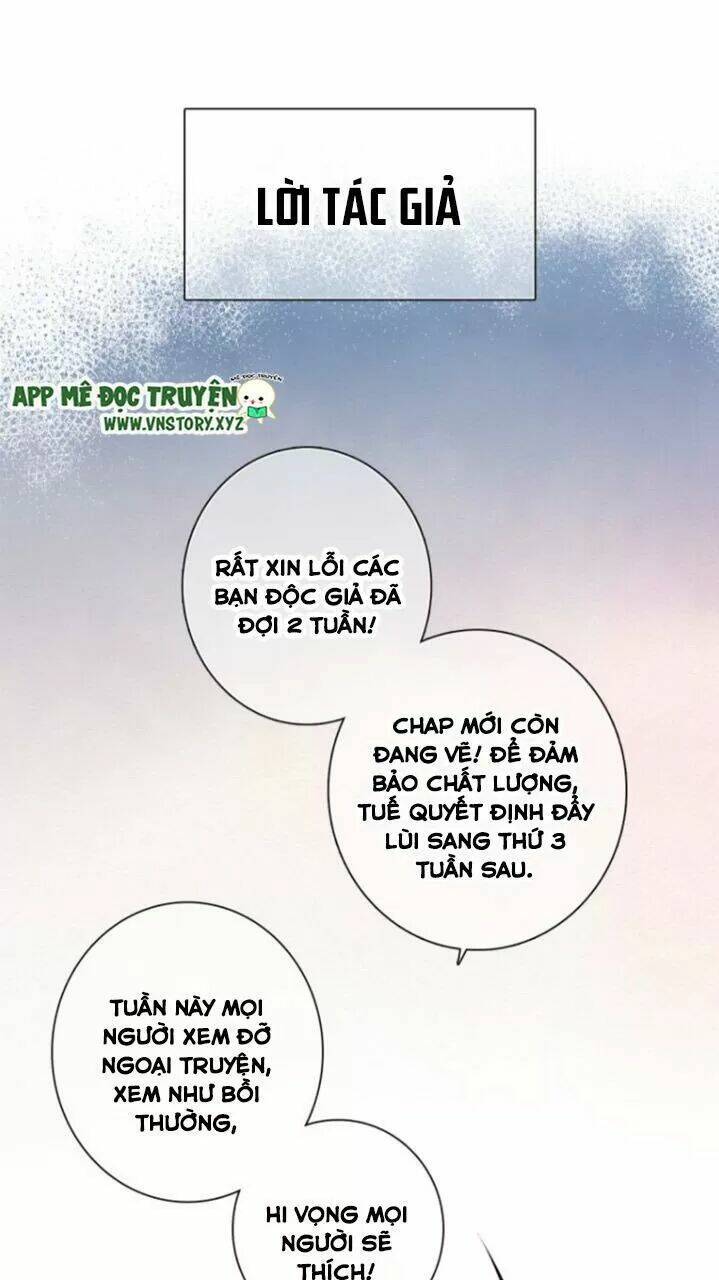 LỜI TÁC GIẢ
MÊ ĐỌC TRUYỆN
APP MÊ ĐỌC TRUYỆN
WWW.VNSTORY.XYZ
RẤT XIN LỖI CÁC
BẠN ĐỘC GIẢ ĐÃ
ĐỢI 2 TUẦN!
CHAP MỚI CÒN
ĐANG VẼ! ĐỂ ĐẢM
BẢO CHẤT LƯỢNG,
TUẾ QUYẾT ĐỊNH ĐẨY
LÙI SANG THỨ 3
TUẦN SAU.
TUẦN NÀY MỌI
NGƯỜI XEM ĐỠ
NGOẠI TRUYỆN,
XEM NHƯ BỒI
THƯỜNG,
HI VỌNG MỌI
NGƯỜI SẼ
THÍCH!